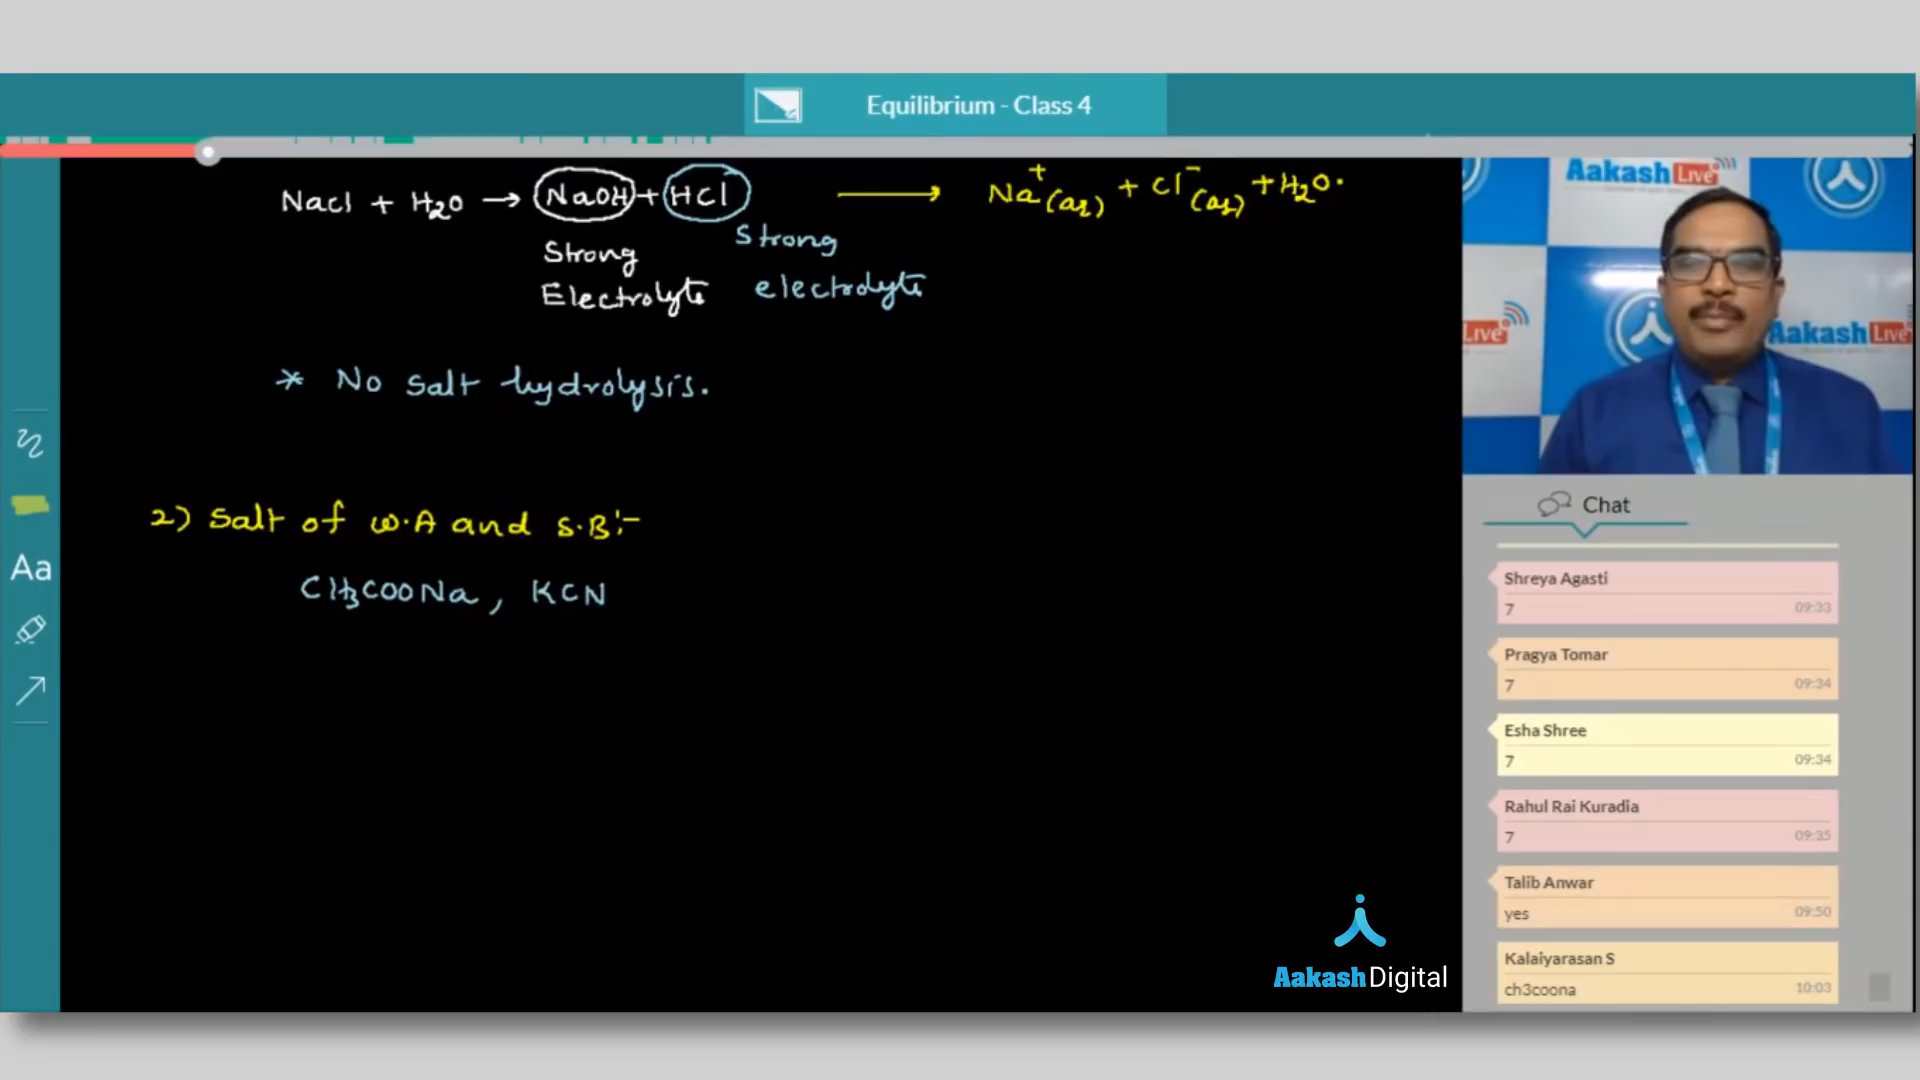 Equilibrium - Class 4
NaCl + H2O → NaOH + HCl ⟶ Na+(aq) + Cl-(aq) + H2O.
Strong
Electrolyte
Strong
electrolyte
* No Salt hydrolysis.
2) Salt of W.A and S.B:-
CH3COONa, KCN
Aa
Aakash Digital
Aakash Live
Live
Aakash Live
Chat
Shreya Agasti
7 09:33
Pragya Tomar
7 09:34
Esha Shree
7 09:34
Rahul Rai Kuradia
7 09:35
Talib Anwar
yes 09:50
Kalaiyarasan S
ch3coona 10:03